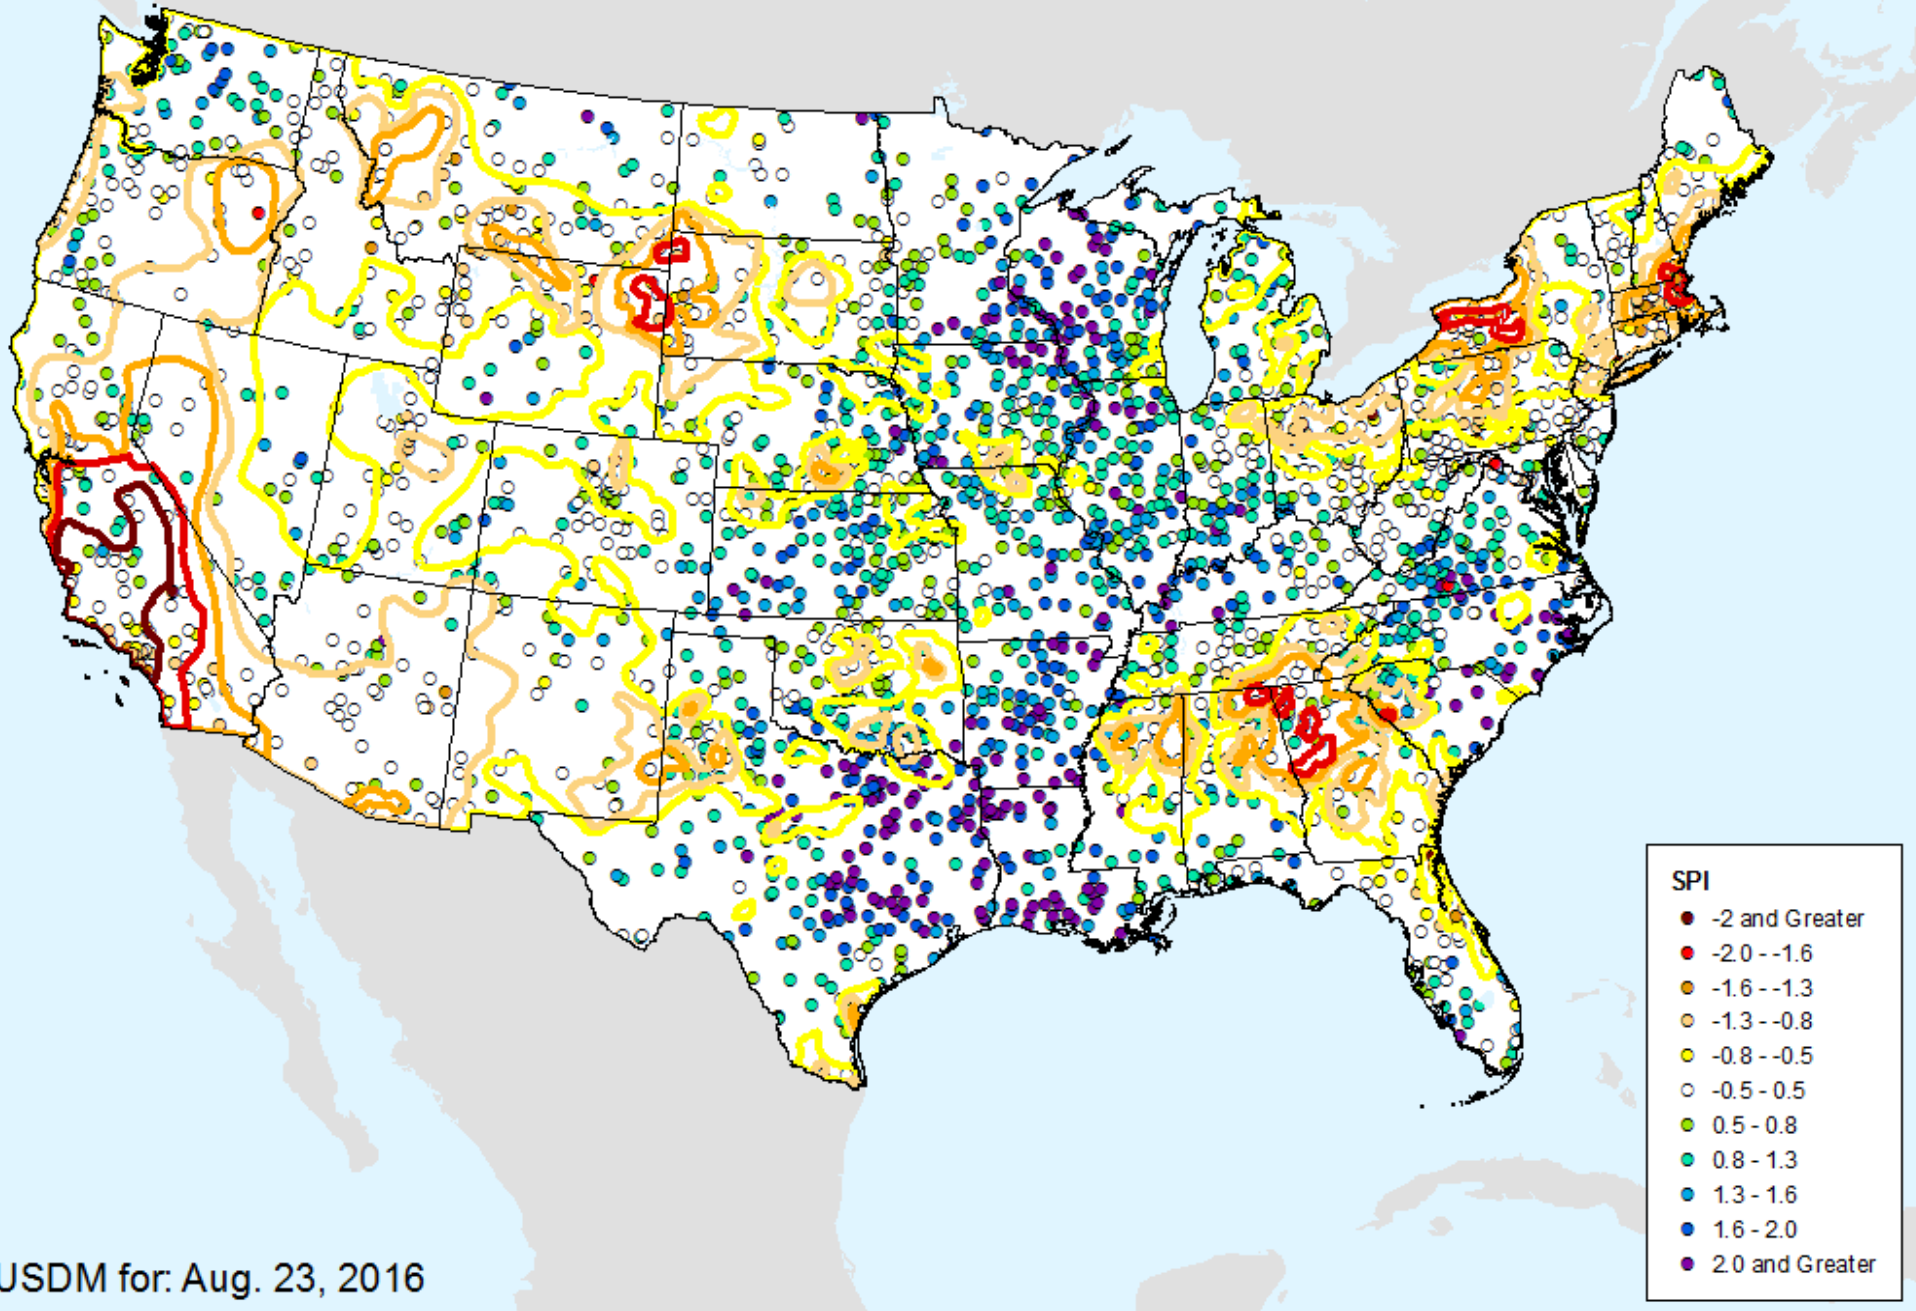 SPI
-2 and Greater
-2.0 - -1.6
-1.6 - -1.3
-1.3 - -0.8
-0.8 - -0.5
-0.5 - 0.5
0.5 - 0.8
0.8 - 1.3
1.3 - 1.6
1.6 - 2.0
2.0 and Greater
USDM for: Aug. 23, 2016